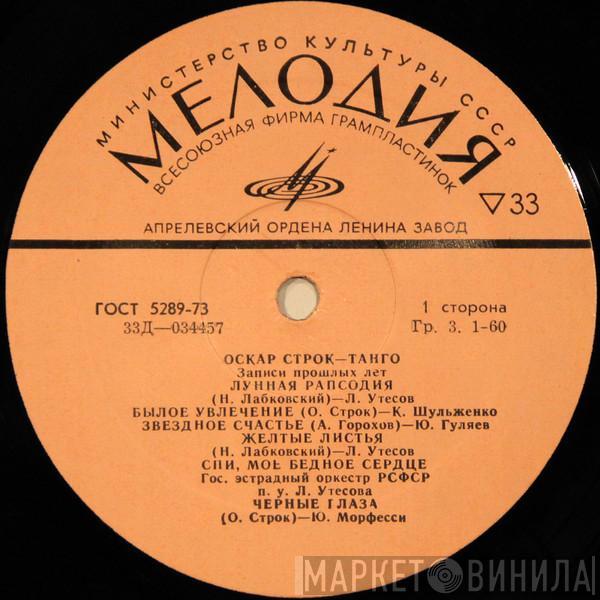 МИНИСТЕРСТВО КУЛЬТУРЫ СССР
МЕЛОДИЯ
ВСЕСОЮЗНАЯ ФИРМА ГРАМПЛАСТИНОК
▽33
АПРЕЛЕВСКИЙ ОРДЕНА ЛЕНИНА ЗАВОД
ГОСТ 5289-73
1 сторона
33Д—034457
Гр. 3. 1-60
ОСКАР СТРОК—ТАНГО
Записи прошлых лет
ЛУННАЯ РАПСОДИЯ
(Н. Лабковский)—Л. Утесов
БЫЛОЕ УВЛЕЧЕНИЕ (О. Строк)—К. Шульженко
ЗВЕЗДНОЕ СЧАСТЬЕ (А. Горохов)—Ю. Гуляев
ЖЕЛТЫЕ ЛИСТЬЯ
(Н. Лабковский)—Л. Утесов
СПИ, МОЕ БЕДНОЕ СЕРДЦЕ
Гос. эстрадный оркестр РСФСР
п. у. Л. Утесова
ЧЕРНЫЕ ГЛАЗА
(О. Строк)—Ю. Морфесси
МАРКЕТ ВИНИЛА